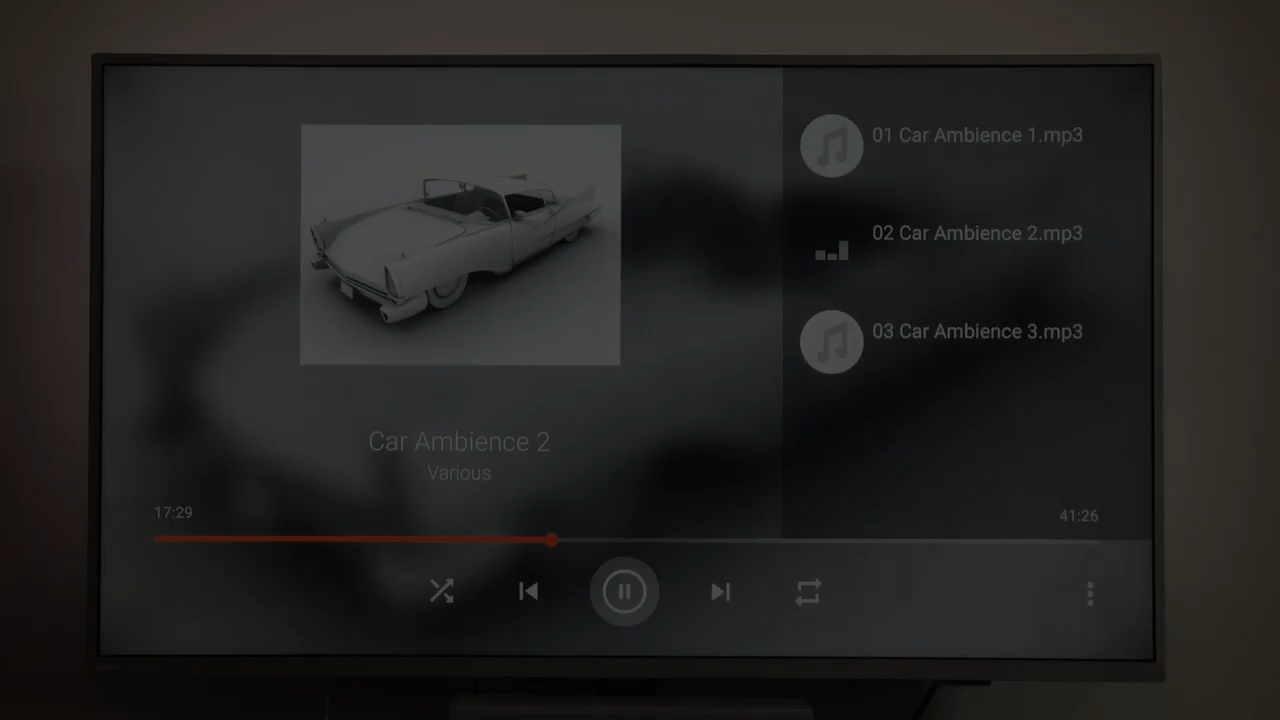 01 Car Ambience 1.mp3
02 Car Ambience 2.mp3
03 Car Ambience 3.mp3
Car Ambience 2
Various
17:29
41:26